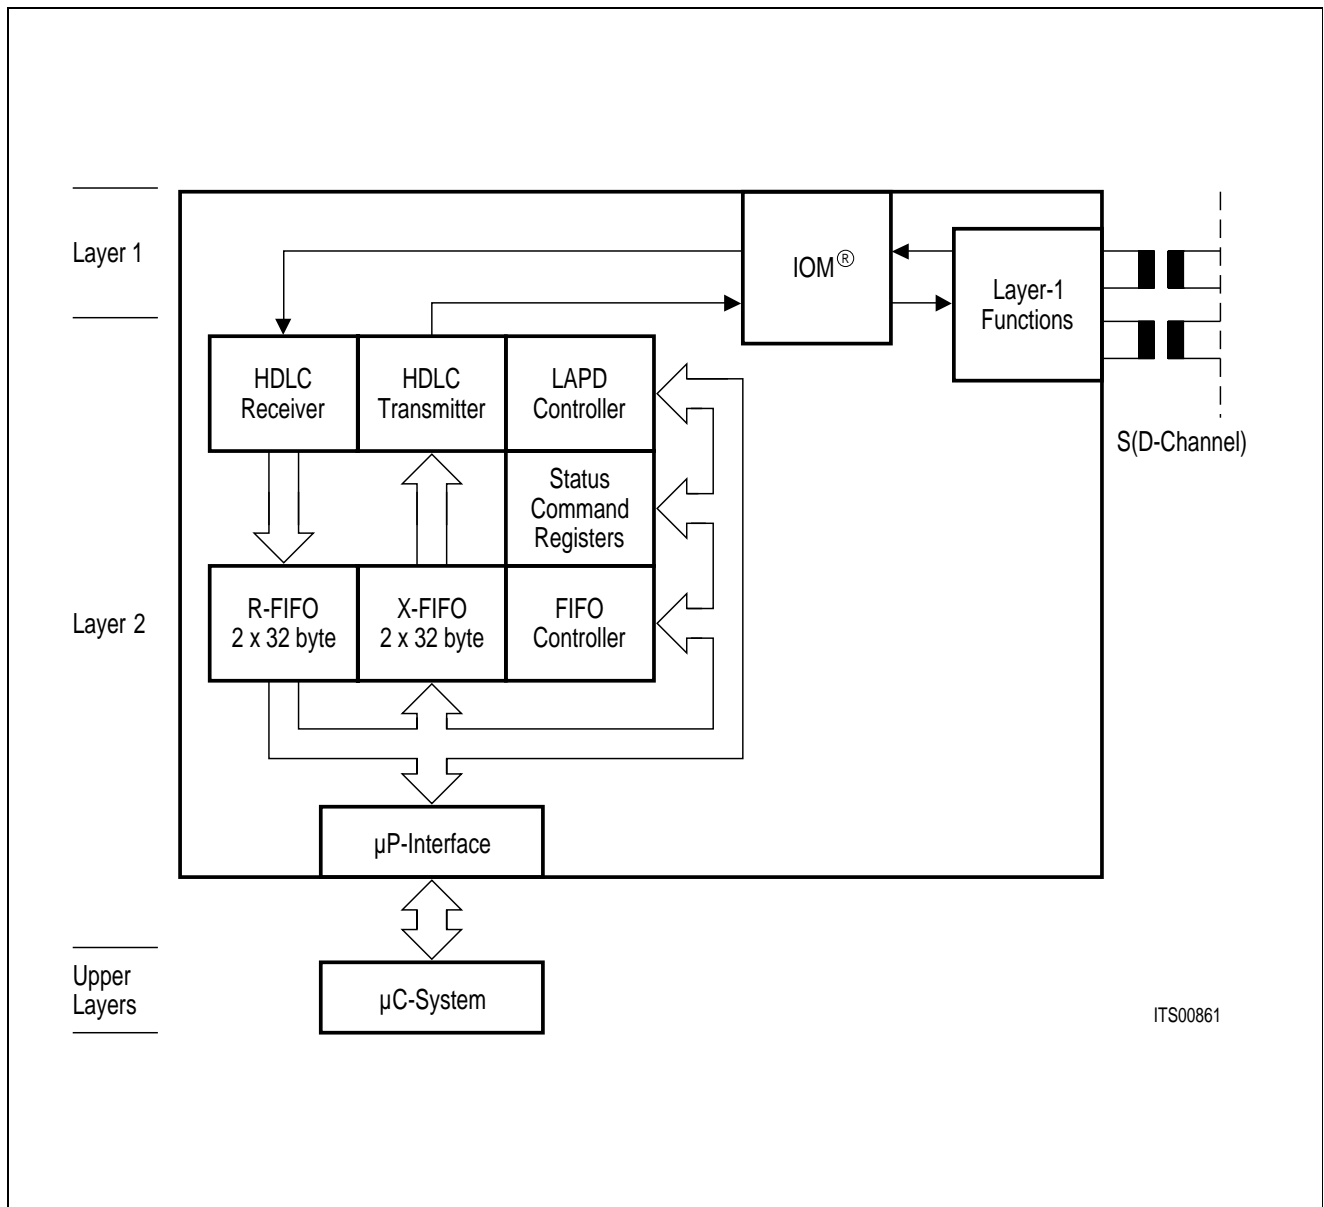 Layer 1
IOM®
Layer-1
Functions
HDLC
Receiver
HDLC
Transmitter
LAPD
Controller
S(D-Channel)
Status
Command
Registers
Layer 2
R-FIFO
2 x 32 byte
X-FIFO
2 x 32 byte
FIFO
Controller
µP-Interface
Upper
Layers
µC-System
ITS00861